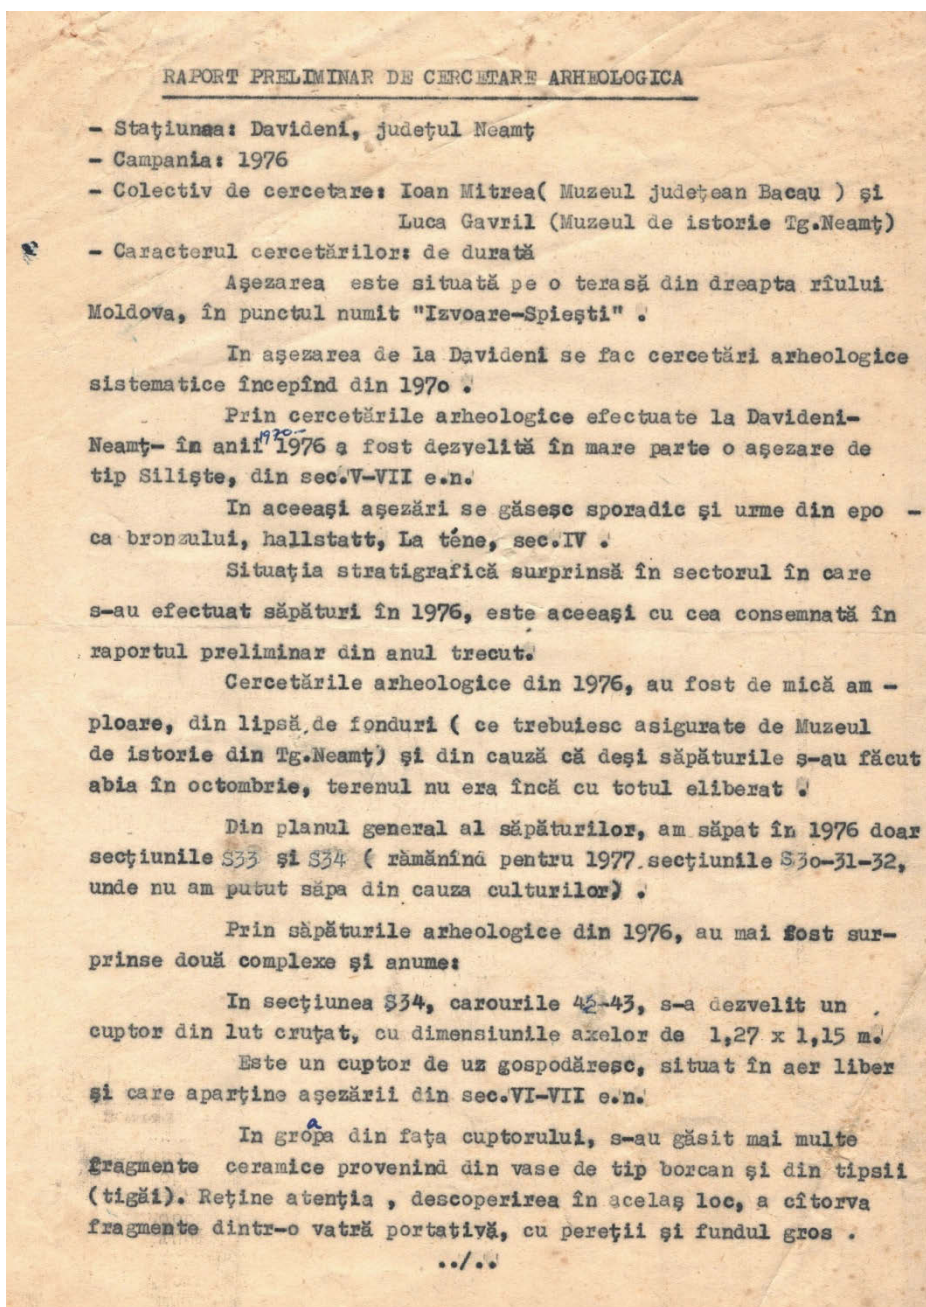 RAPORT PRELIMINAR DE CERCETARE ARHEOLOGICA
- Staţiunea: Davideni, judeţul Neamţ
- Campania: 1976
- Colectiv de cercetare: Ioan Mitrea( Muzeul judeţean Bacau ) şi
Luca Gavril (Muzeul de istorie Tg.Neamţ)
- Caracterul cercetărilor: de durată
Aşezarea este situată pe o terasă din dreapta rîului
Moldova, în punctul numit "Izvoare-Spieşti" .
In aşezarea de la Davideni se fac cercetări arheologice
sistematice începînd din 1970 .
Prin cercetările arheologice efectuate la Davideni-
Neamţ- în anii 1970- 1976 a fost dezvelită în mare parte o aşezare de
tip Silişte, din sec.V-VII e.n.
In aceeaşi aşezări se găsesc sporadic şi urme din epo -
ca bronzului, hallstatt, La téne, sec.IV .
Situaţia stratigrafică surprinsă în sectorul în care
s-au efectuat săpături în 1976, este aceeaşi cu cea consemnată în
raportul preliminar din anul trecut.
Cercetările arheologice din 1976, au fost de mică am -
ploare, din lipsă de fonduri ( ce trebuiesc asigurate de Muzeul
de istorie din Tg.Neamţ) şi din cauză că deşi săpăturile s-au făcut
abia în octombrie, terenul nu era încă cu totul eliberat .
Din planul general al săpăturilor, am săpat în 1976 doar
secţiunile S33 şi S34 ( rămănînd pentru 1977 secţiunile S30-31-32,
unde nu am putut săpa din cauza culturilor) .
Prin săpăturile arheologice din 1976, au mai fost sur-
prinse două complexe şi anume:
In secţiunea S34, carourile 42-43, s-a dezvelit un
cuptor din lut cruţat, cu dimensiunile axelor de 1,27 x 1,15 m.
Este un cuptor de uz gospodăresc, situat în aer liber
şi care aparţine aşezării din sec.VI-VII e.n.
In groapa din faţa cuptorului, s-au găsit mai multe
fragmente ceramice provenind din vase de tip borcan şi din tipsii
(tigăi). Reţine atenţia , descoperirea în acelaş loc, a cîtorva
fragmente dintr-o vatră portativă, cu pereţii şi fundul gros .
../..